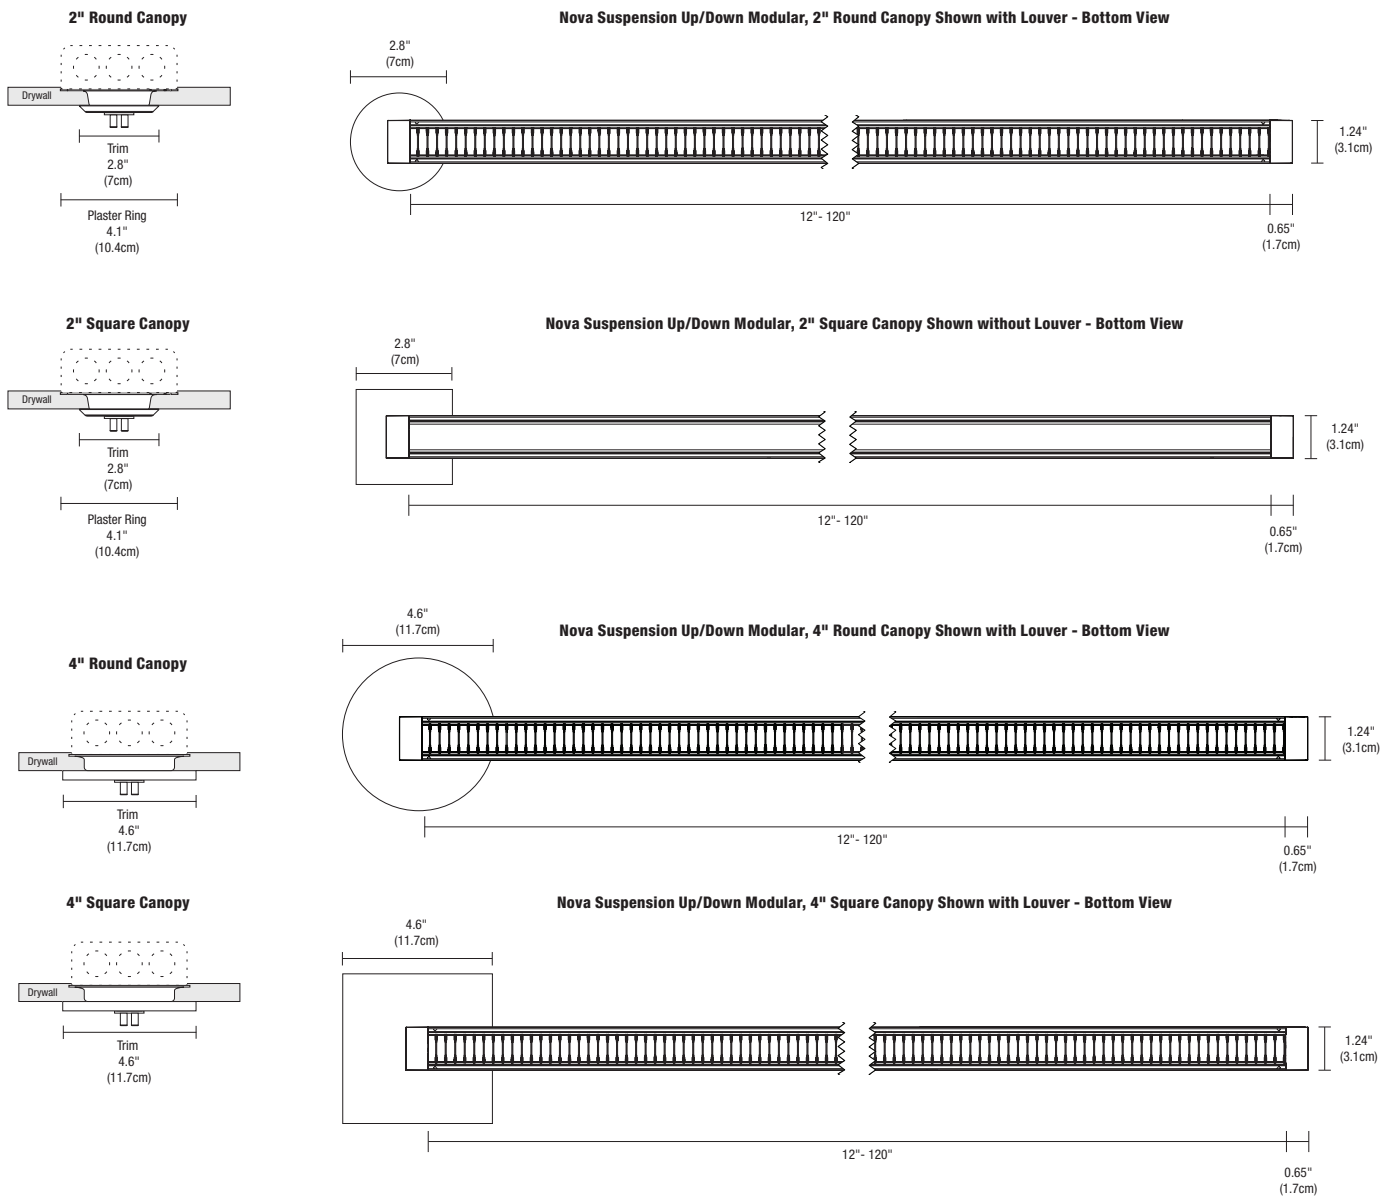 2" Round Canopy
Drywall
Trim
2.8"
(7cm)
Plaster Ring
4.1"
(10.4cm)
Nova Suspension Up/Down Modular, 2" Round Canopy Shown with Louver - Bottom View
2.8"
(7cm)
1.24"
(3.1cm)
12"- 120"
0.65"
(1.7cm)
2" Square Canopy
Drywall
Trim
2.8"
(7cm)
Plaster Ring
4.1"
(10.4cm)
Nova Suspension Up/Down Modular, 2" Square Canopy Shown without Louver - Bottom View
2.8"
(7cm)
1.24"
(3.1cm)
12"- 120"
0.65"
(1.7cm)
4" Round Canopy
Drywall
Trim
4.6"
(11.7cm)
4.6"
(11.7cm)
Nova Suspension Up/Down Modular, 4" Round Canopy Shown with Louver - Bottom View
1.24"
(3.1cm)
12"- 120"
0.65"
(1.7cm)
4" Square Canopy
Drywall
Trim
4.6"
(11.7cm)
Nova Suspension Up/Down Modular, 4" Square Canopy Shown with Louver - Bottom View
4.6"
(11.7cm)
1.24"
(3.1cm)
12"- 120"
0.65"
(1.7cm)